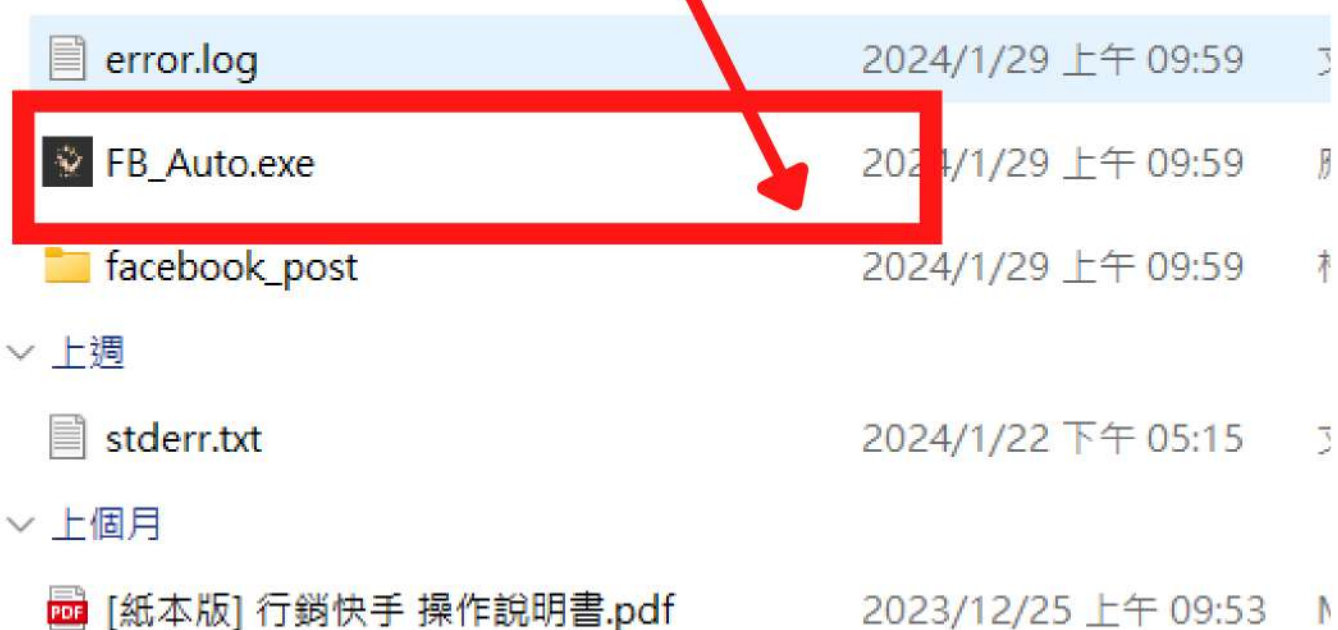 error.log 2024/1/29 上午 09:59
FB_Auto.exe 2024/1/29 上午 09:59
facebook_post 2024/1/29 上午 09:59
上週
stderr.txt 2024/1/22 下午 05:15
上個月
PDF [紙本版] 行銷快手 操作說明書.pdf 2023/12/25 上午 09:53